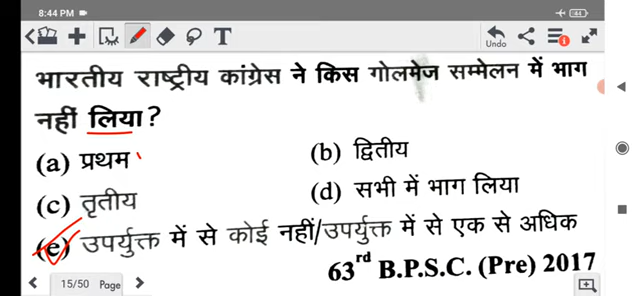 8:44 PM
44
T
Undo
भारतीय राष्ट्रीय कांग्रेस ने किस गोलमेज सम्मेलन में भाग
नहीं लिया?
(a) प्रथम
(b) द्वितीय
(c) तृतीय
(d) सभी में भाग लिया
(e) उपर्युक्त में से कोई नहीं/उपर्युक्त में से एक से अधिक
63rd B.P.S.C. (Pre) 2017
15/50 Page